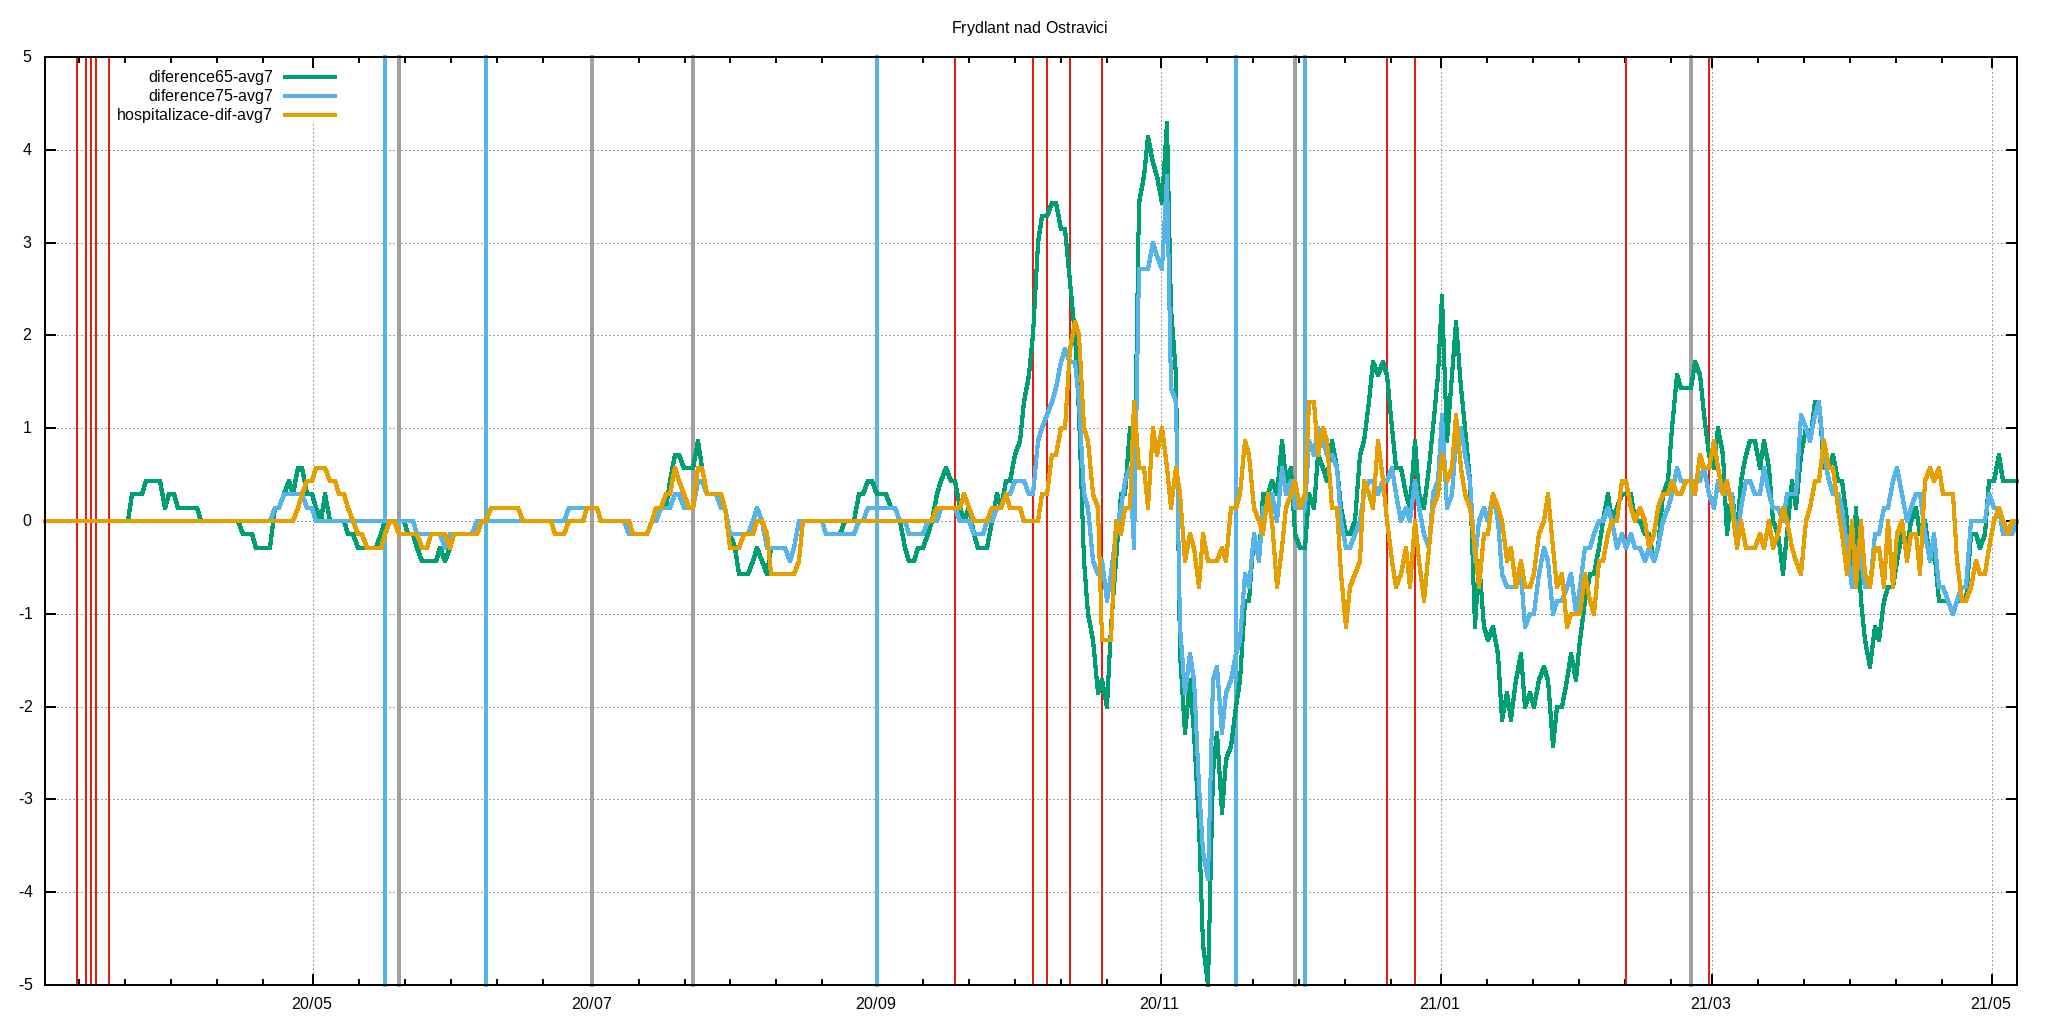 Frydlant nad Ostravici
5
diference65-avg7
diference75-avg7
hospitalizace-dif-avg7
4
3
2
1
0
-1
-2
-3
-4
-5
20/05 20/07 20/09 20/11 21/01 21/03 21/05